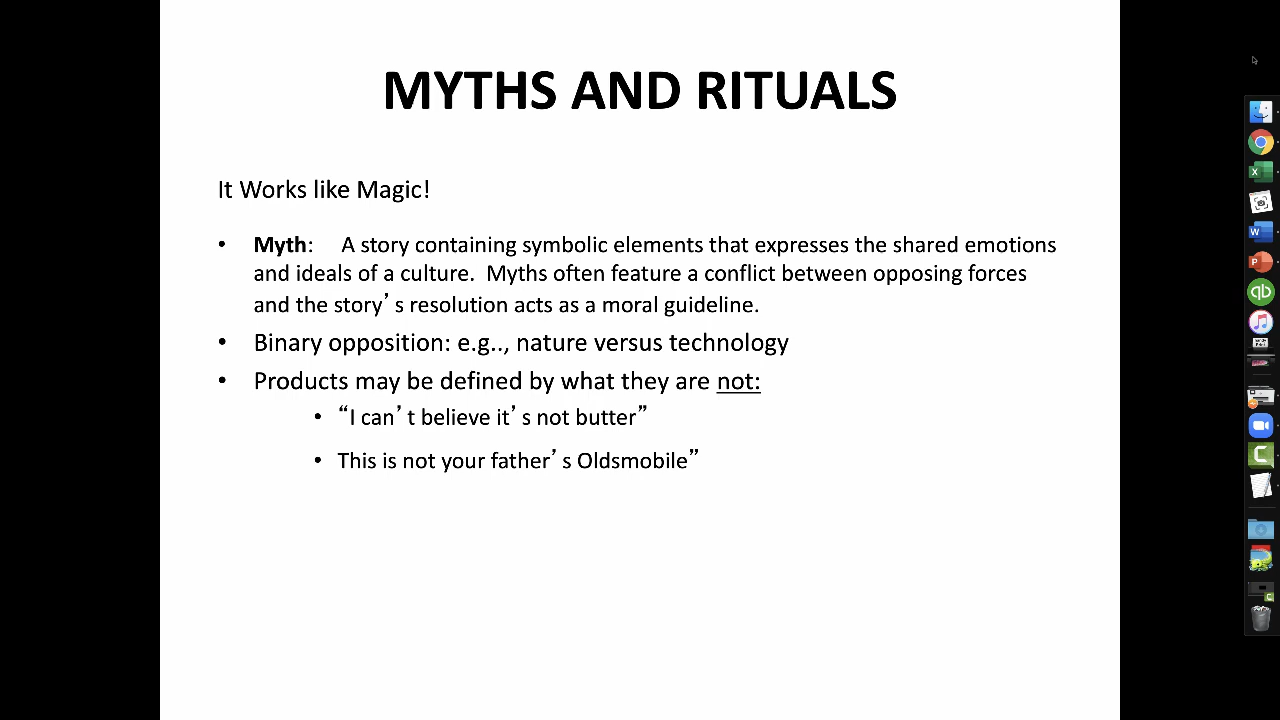 MYTHS AND RITUALS
It Works like Magic!
• Myth: A story containing symbolic elements that expresses the shared emotions
and ideals of a culture. Myths often feature a conflict between opposing forces
and the story’s resolution acts as a moral guideline.
• Binary opposition: e.g.., nature versus technology
• Products may be defined by what they are not:
• “I can’t believe it’s not butter”
• This is not your father’s Oldsmobile”